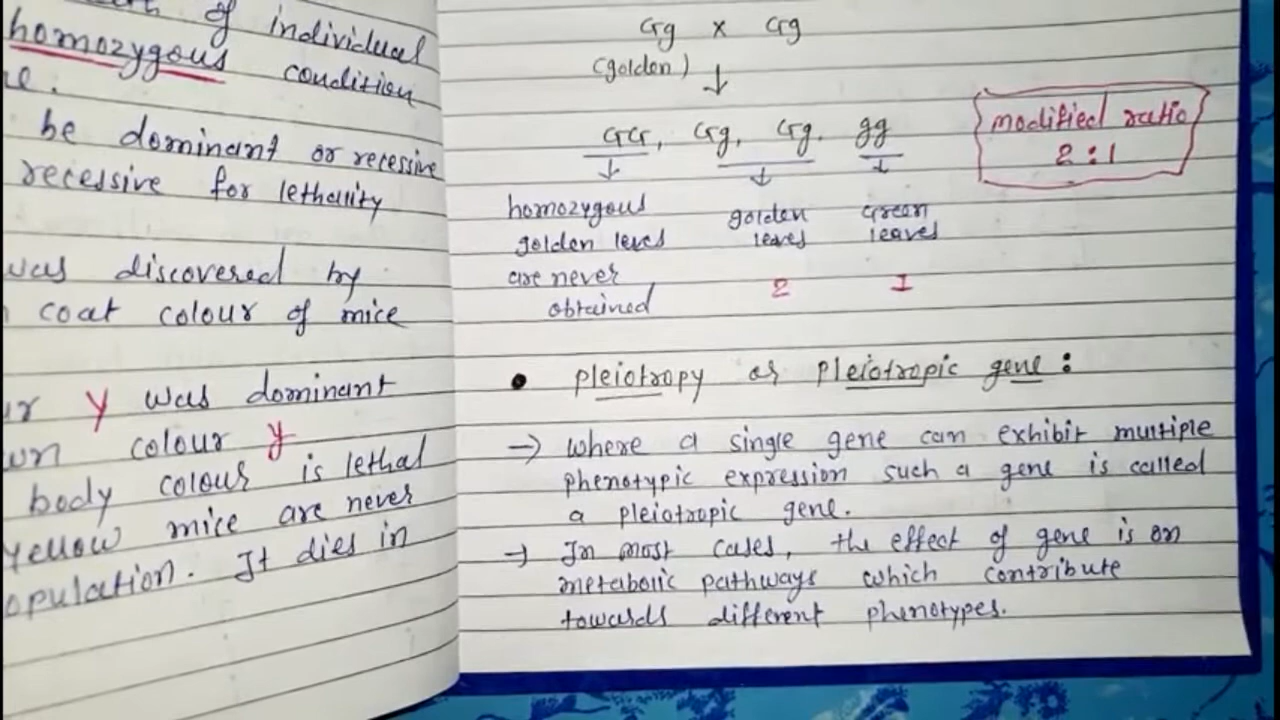 of individual
homozygous condition
be dominant or recessive
recessive for lethality
was discovered by
coat colour of mice
y was dominant
colour y
body colour is lethal
yellow mice are never
opulation. It dies in
Gg × Gg
(golden) ↓
GG, Gg, Gg. gg
↓ ↓ ↓
homozygous golden Green
golden leves leaves leaves
are never 2 1
obtained
modified ratio
2 : 1
• pleiotropy or pleiotropic gene :
→ where a single gene can exhibit multiple
phenotypic expression such a gene is called
a pleiotropic gene.
→ In most cases, the effect of gene is on
metabolic pathways which contribute
towards different phenotypes.